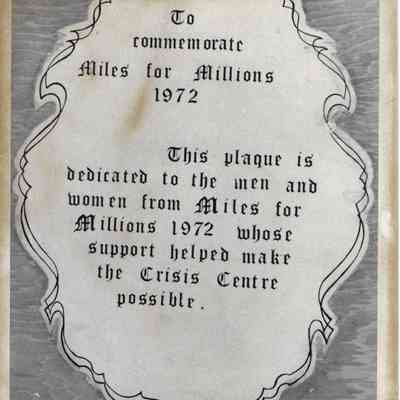 To
commemorate
Miles for Millions
1972
This plaque is
dedicated to the men and
women from Miles for
Millions 1972 whose
support helped make
the Crisis Centre
possible.